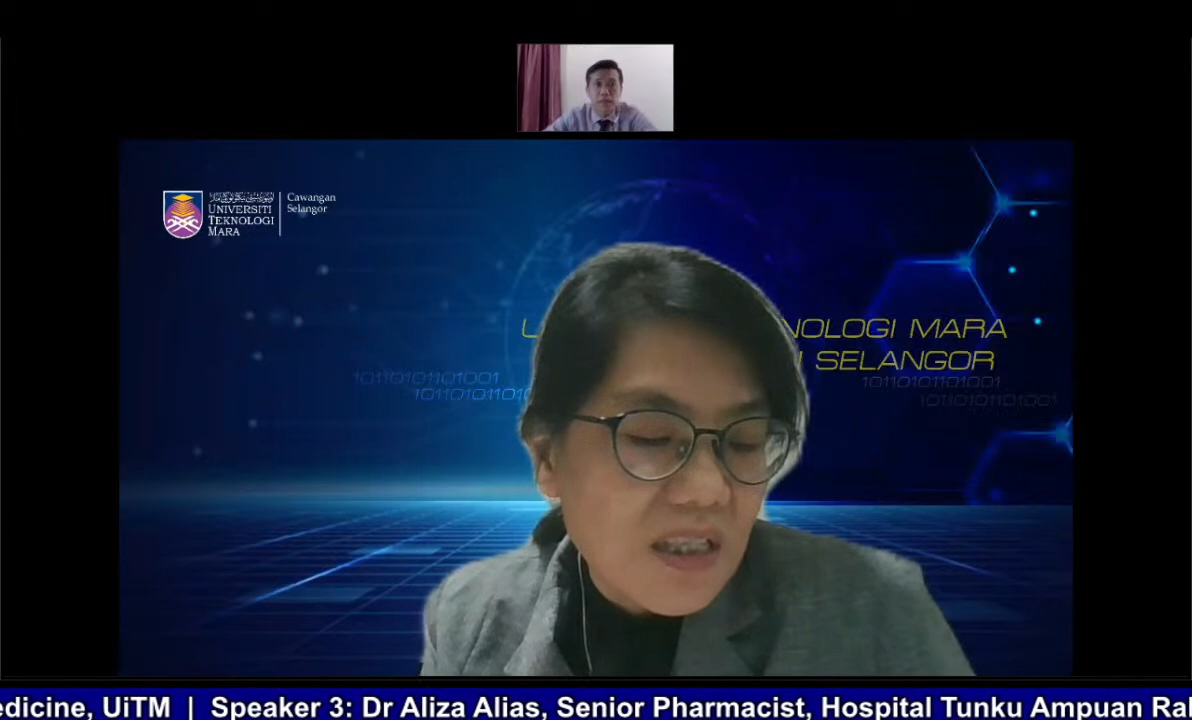 UNIVERSITI
TEKNOLOGI
MARA
Cawangan
Selangor
NOLOGI MARA
SELANGOR
10110101101001
101101011010
10110101101001
10110101101001
edicine, UiTM | Speaker 3: Dr Aliza Alias, Senior Pharmacist, Hospital Tunku Ampuan Ra